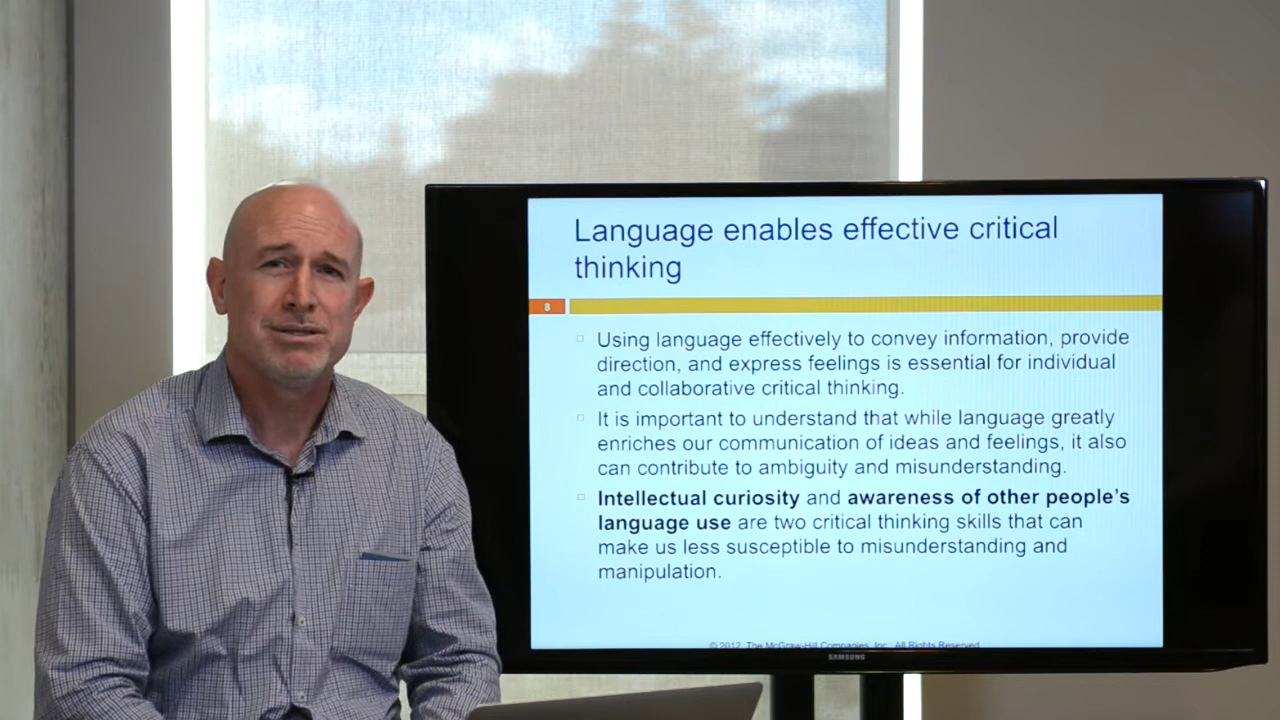 Language enables effective critical
thinking
8
Using language effectively to convey information, provide
direction, and express feelings is essential for individual
and collaborative critical thinking.
It is important to understand that while language greatly
enriches our communication of ideas and feelings, it also
can contribute to ambiguity and misunderstanding.
Intellectual curiosity and awareness of other people's
language use are two critical thinking skills that can
make us less susceptible to misunderstanding and
manipulation.
© 2012, The McGraw-Hill Companies, Inc. All Rights Reserved
SAMSUNG